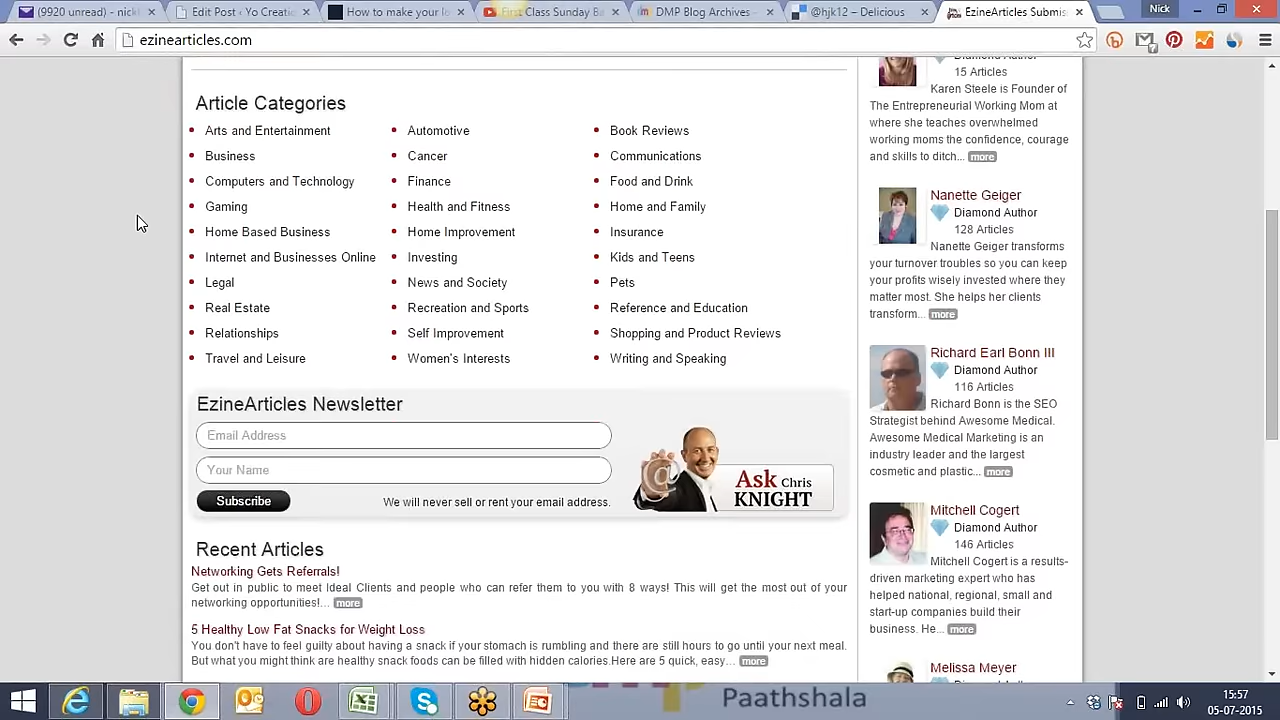 (9920 unread) - nickl
Edit Post ‹ Yo Creatio
How to make your la
First Class Sunday Ba
DMP Blog Archives -
@hjk12 – Delicious
EzineArticles Submis
Nick
ezinearticles.com
Article Categories
Arts and Entertainment
Automotive
Book Reviews
Business
Cancer
Communications
Computers and Technology
Finance
Food and Drink
Gaming
Health and Fitness
Home and Family
Home Based Business
Home Improvement
Insurance
Internet and Businesses Online
Investing
Kids and Teens
Legal
News and Society
Pets
Real Estate
Recreation and Sports
Reference and Education
Relationships
Self Improvement
Shopping and Product Reviews
Travel and Leisure
Women's Interests
Writing and Speaking
EzineArticles Newsletter
Email Address
Your Name
Subscribe
We will never sell or rent your email address.
Ask Chris
KNIGHT
Recent Articles
Networking Gets Referrals!
Get out in public to meet Ideal Clients and people who can refer them to you with 8 ways! This will get the most out of your
networking opportunities!... more
5 Healthy Low Fat Snacks for Weight Loss
You don't have to feel guilty about having a snack if your stomach is rumbling and there are still hours to go until your next meal.
But what you might think are healthy snack foods can be filled with hidden calories.Here are 5 quick, easy... more
Diamond Author
15 Articles
Karen Steele is Founder of
The Entrepreneurial Working Mom at
where she teaches overwhelmed
working moms the confidence, courage
and skills to ditch... more
Nanette Geiger
Diamond Author
128 Articles
Nanette Geiger transforms
your turnover troubles so you can keep
your profits wisely invested where they
matter most. She helps her clients
transform... more
Richard Earl Bonn III
Diamond Author
116 Articles
Richard Bonn is the SEO
Strategist behind Awesome Medical.
Awesome Medical Marketing is an
industry leader and the largest
cosmetic and plastic... more
Mitchell Cogert
Diamond Author
146 Articles
Mitchell Cogert is a results-
driven marketing expert who has
helped national, regional, small and
start-up companies build their
business. He... more
Melissa Meyer
Paathshala
15:57
05-07-2015